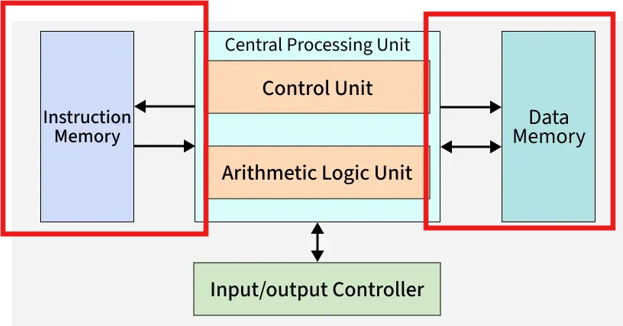 Central Processing Unit
Control Unit
Instruction
Memory
Data
Memory
Arithmetic Logic Unit
Input/output Controller